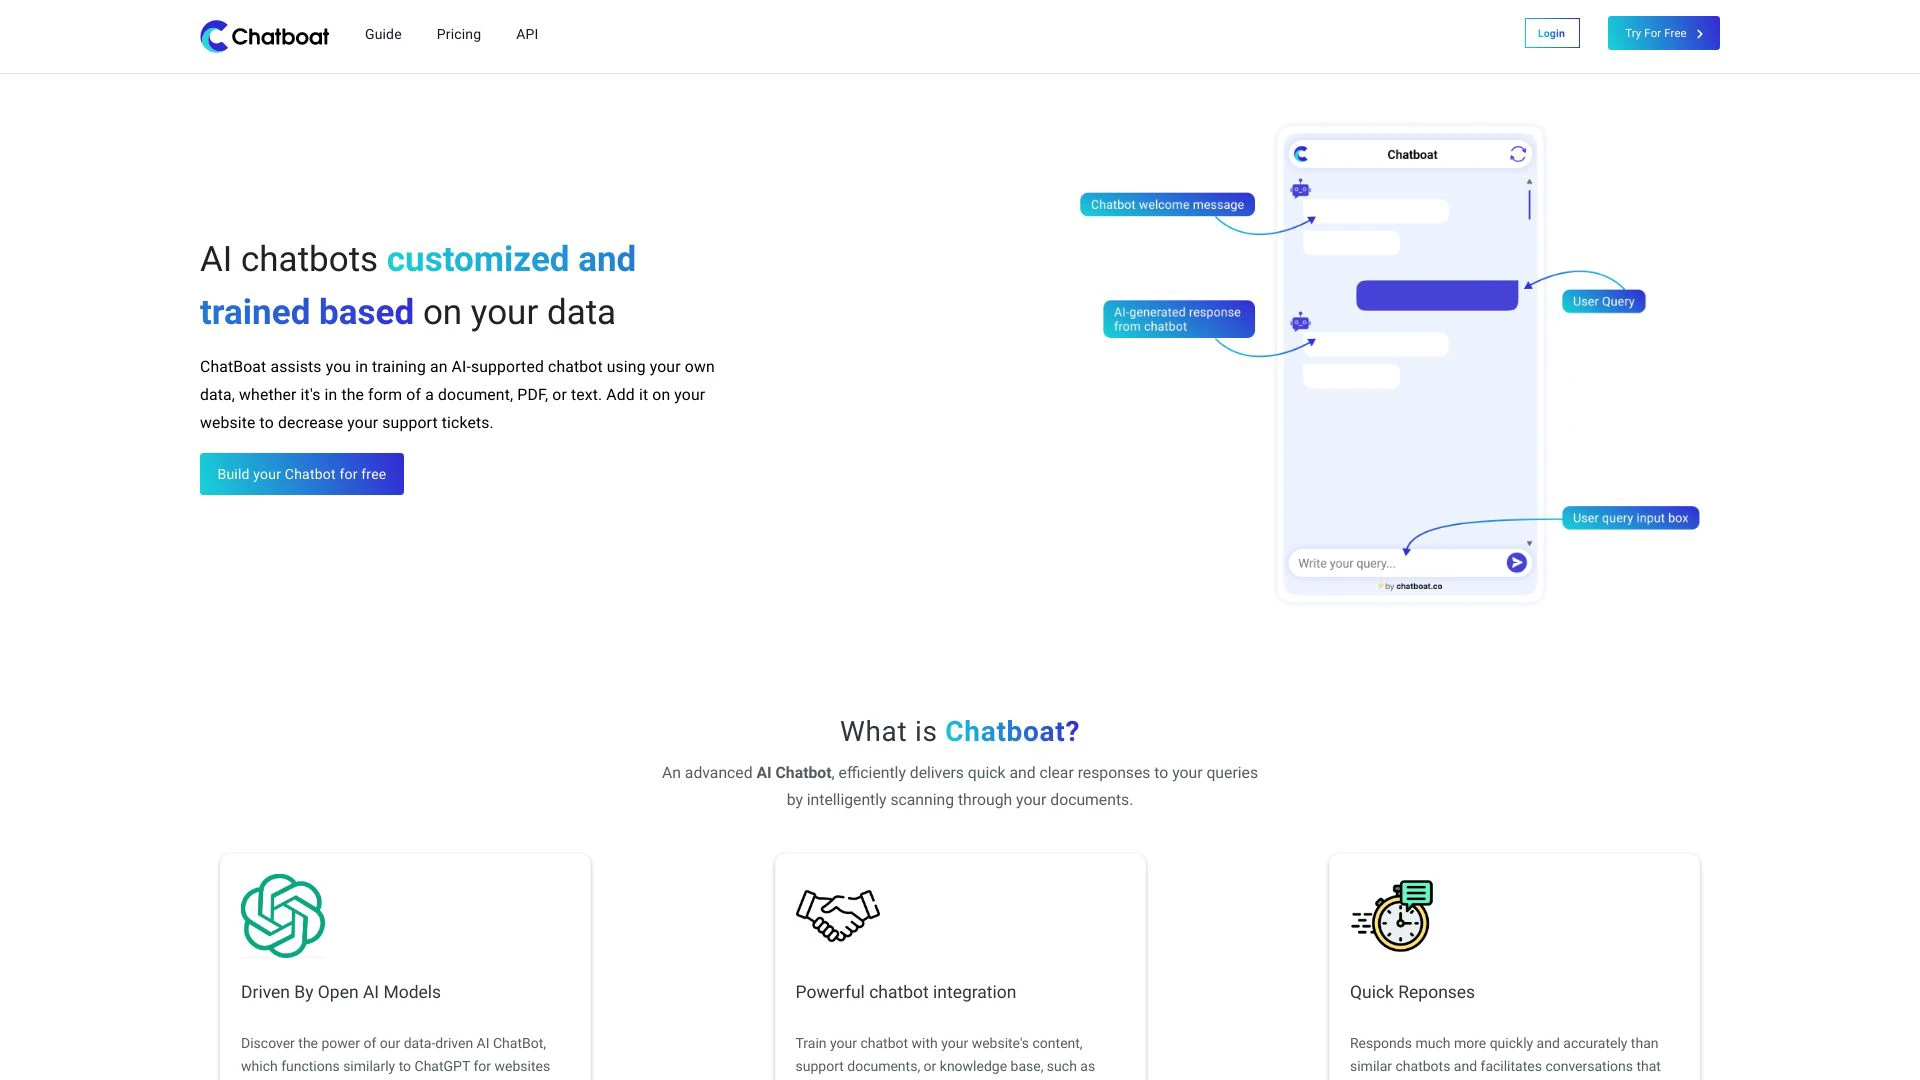 Chatboat
Guide
Pricing
API
Login
Try For Free
AI chatbots customized and
trained based on your data
ChatBoat assists you in training an AI-supported chatbot using your own
data, whether it's in the form of a document, PDF, or text. Add it on your
website to decrease your support tickets.
Build your Chatbot for free
Chatboat
Chatbot welcome message
User Query
AI-generated response
from chatbot
User query input box
Write your query...
by chatboat.co
What is Chatboat?
An advanced AI Chatbot, efficiently delivers quick and clear responses to your queries
by intelligently scanning through your documents.
Driven By Open AI Models
Discover the power of our data-driven AI ChatBot,
which functions similarly to ChatGPT for websites
Powerful chatbot integration
Train your chatbot with your website's content,
support documents, or knowledge base, such as
Quick Reponses
Responds much more quickly and accurately than
similar chatbots and facilitates conversations that